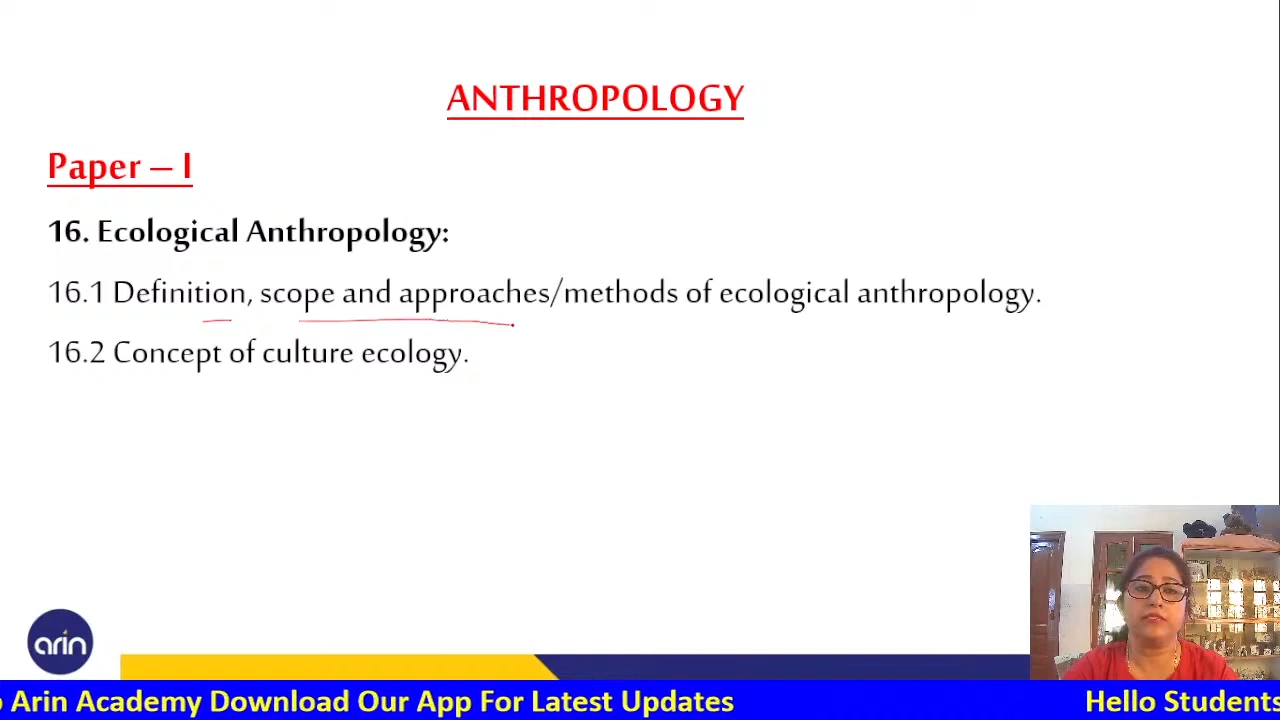 ANTHROPOLOGY
Paper – I
16. Ecological Anthropology:
16.1 Definition, scope and approaches/methods of ecological anthropology.
16.2 Concept of culture ecology.
arin
Arin Academy Download Our App For Latest Updates Hello Students